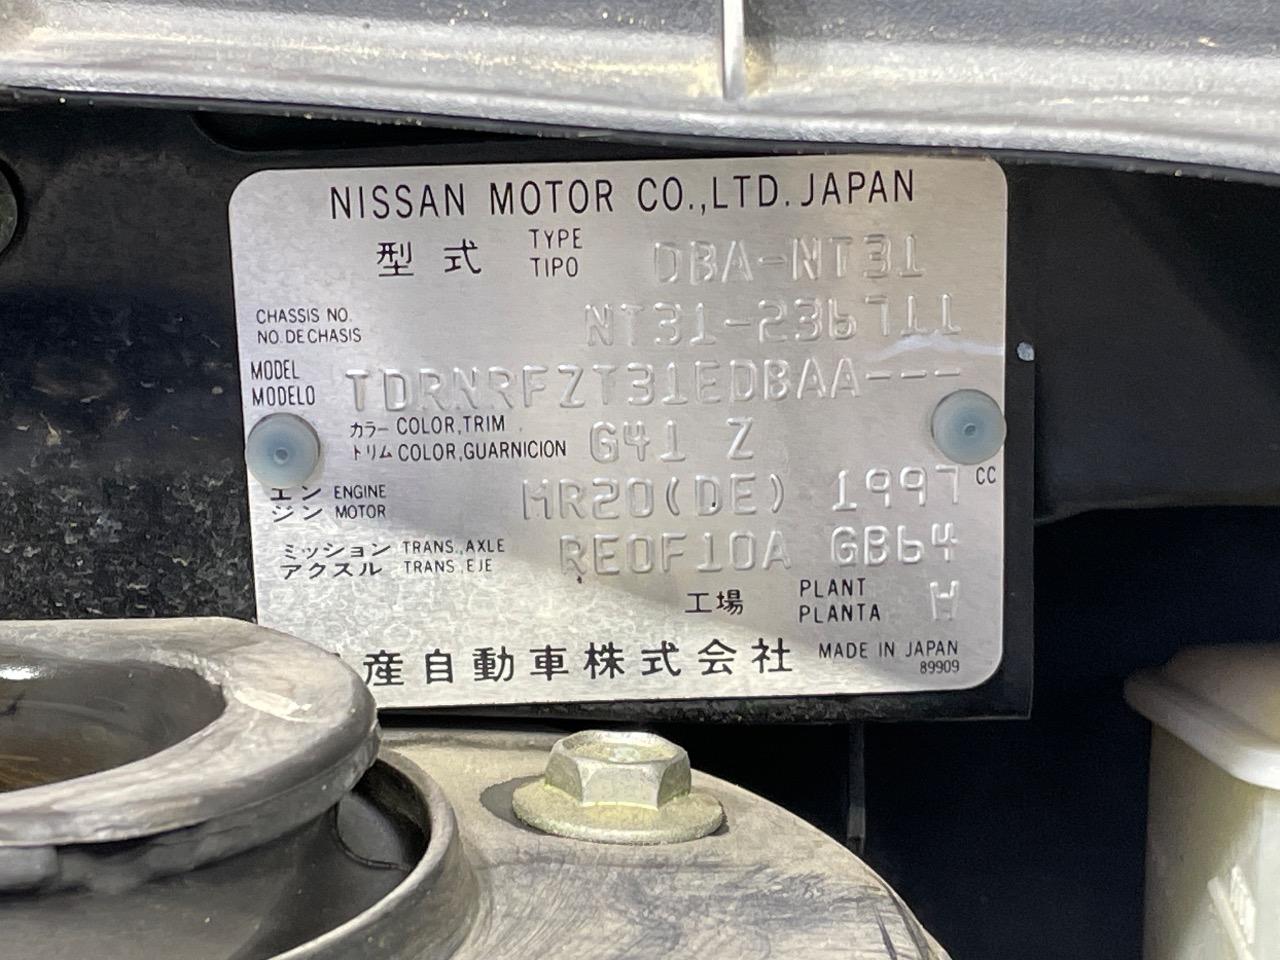 NISSAN MOTOR CO.,LTD. JAPAN
型式 TYPE TIPO DBA-NT31
CHASSIS NO. NO. DE CHASIS NT31-236711
MODEL MODELO TDRNRFZT31EDBAA---
カラー COLOR,TRIM
トリム COLOR,GUARNICION G41 Z
エン ENGINE
ジン MOTOR MR20(DE) 1997 CC
ミッション TRANS.,AXLE
アクスル TRANS.,EJE RE0F10A GB64
工場 PLANT PLANTA W
産自動車株式会社 MADE IN JAPAN
89909